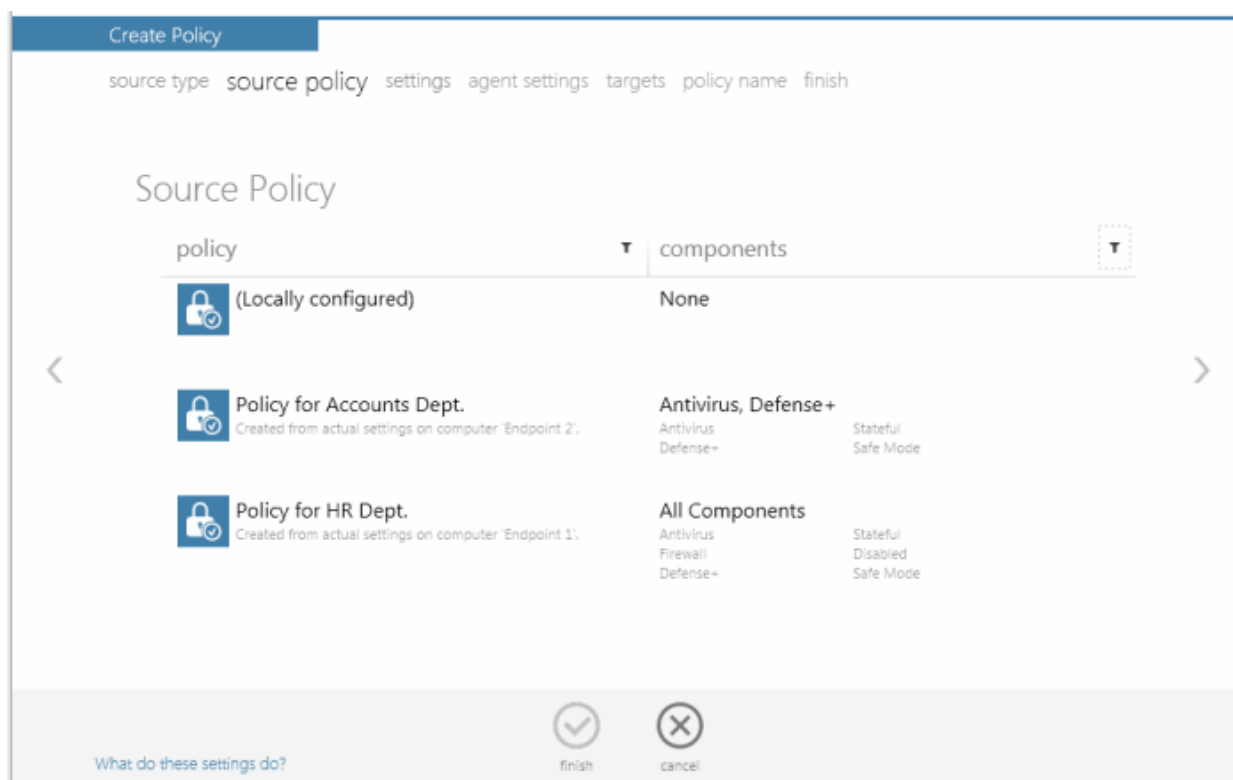 Create Policy
source type source policy settings agent settings targets policy name finish
Source Policy
policy components
(Locally configured) None
Policy for Accounts Dept. Antivirus, Defense+
Created from actual settings on computer 'Endpoint 2'. Antivirus Stateful
Defense+ Safe Mode
Policy for HR Dept. All Components
Created from actual settings on computer 'Endpoint 1'. Antivirus Stateful
Firewall Disabled
Defense+ Safe Mode
What do these settings do? finish cancel